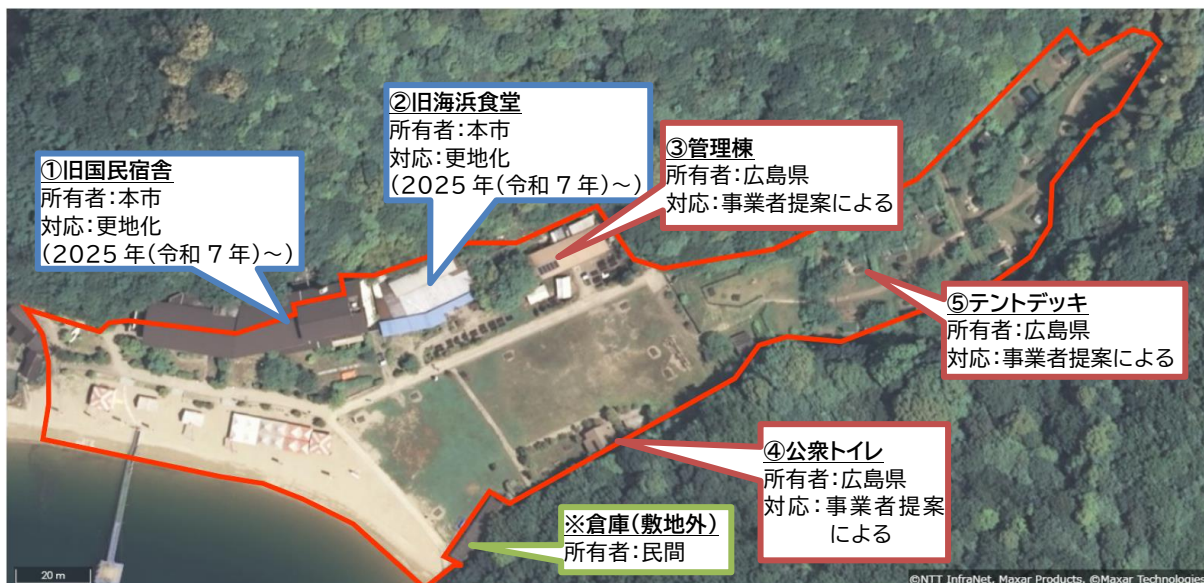 ①旧国民宿舎
所有者:本市
対応:更地化
(2025年(令和7年)～)
②旧海浜食堂
所有者:本市
対応:更地化
(2025年(令和7年)～)
③管理棟
所有者:広島県
対応:事業者提案による
⑤テントデッキ
所有者:広島県
対応:事業者提案による
④公衆トイレ
所有者:広島県
対応:事業者提案
による
※倉庫(敷地外)
所有者:民間
20 m
©NTT InfraNet, Maxar Products, ©Maxar Technolo